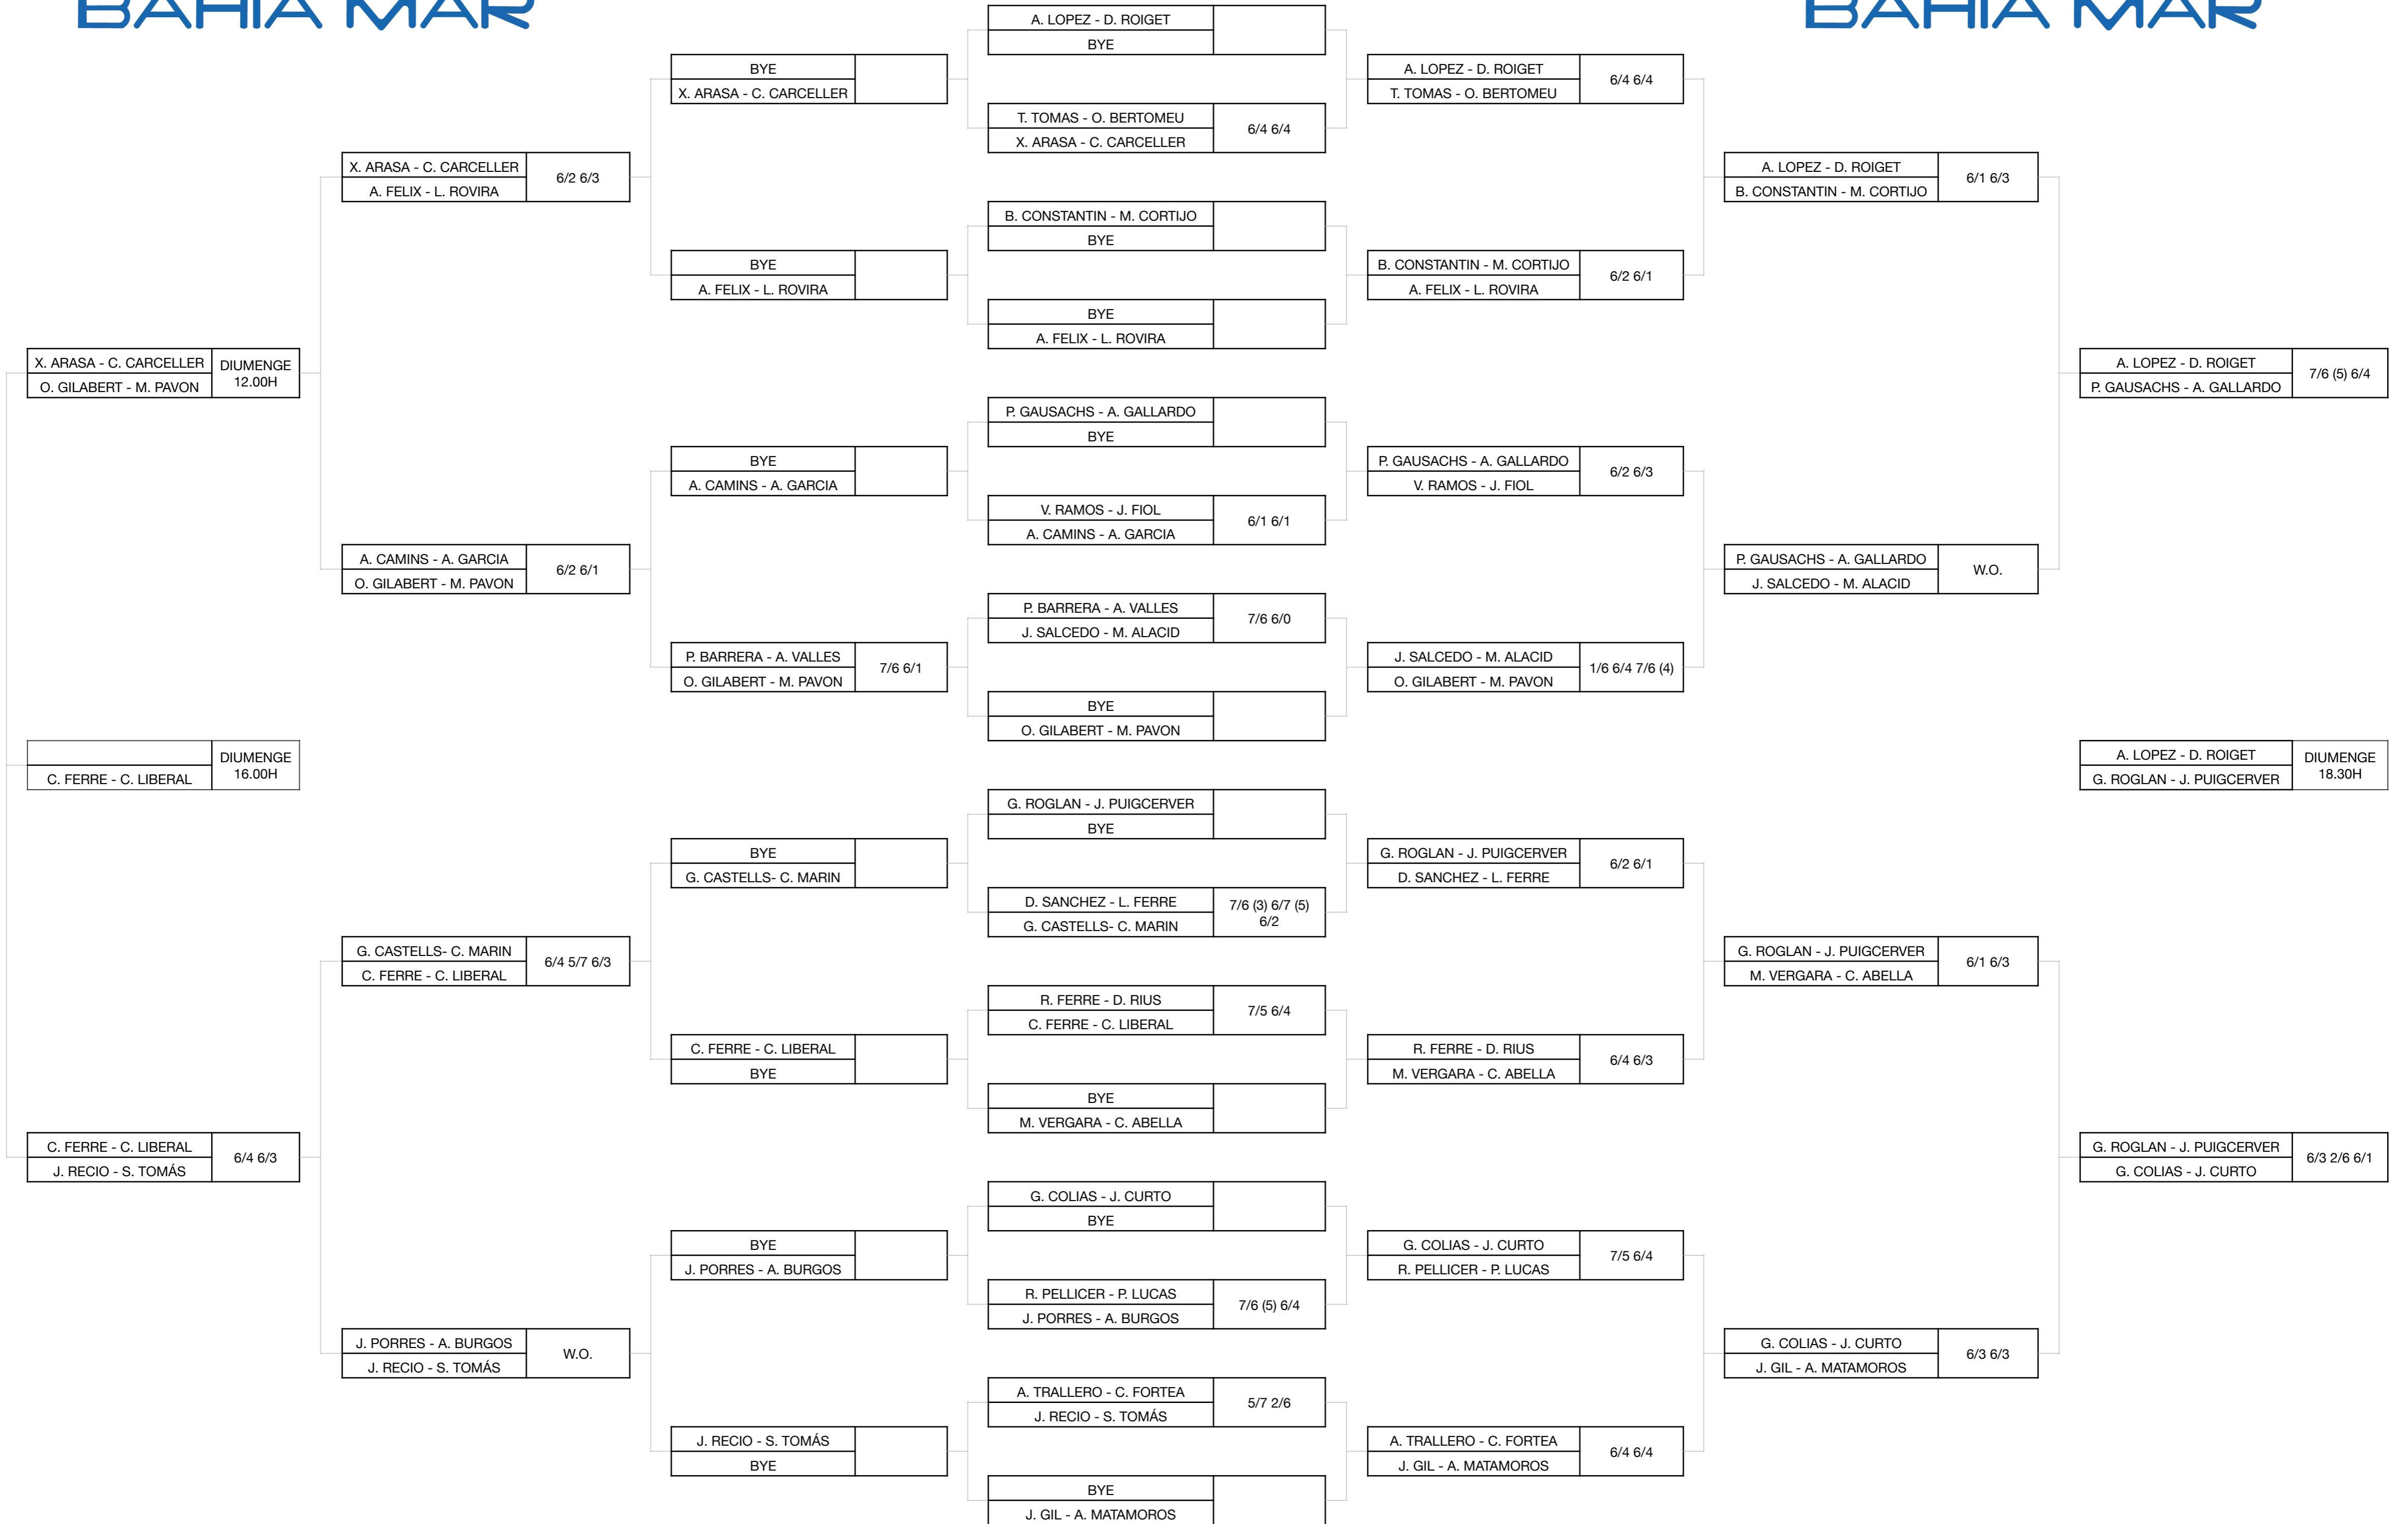 BAHIA MAR
BAHIA MAR
X. ARASA - C. CARCELLER
O. GILABERT - M. PAVON
DIUMENGE
12.00H
C. FERRE - C. LIBERAL
DIUMENGE
16.00H
C. FERRE - C. LIBERAL
J. RECIO - S. TOMÁS
6/4 6/3
X. ARASA - C. CARCELLER
A. FELIX - L. ROVIRA
6/2 6/3
A. CAMINS - A. GARCIA
O. GILABERT - M. PAVON
6/2 6/1
G. CASTELLS- C. MARIN
C. FERRE - C. LIBERAL
6/4 5/7 6/3
J. PORRES - A. BURGOS
J. RECIO - S. TOMÁS
W.O.
BYE
X. ARASA - C. CARCELLER
BYE
A. FELIX - L. ROVIRA
BYE
A. CAMINS - A. GARCIA
P. BARRERA - A. VALLES
O. GILABERT - M. PAVON
7/6 6/1
BYE
G. CASTELLS- C. MARIN
C. FERRE - C. LIBERAL
BYE
BYE
J. PORRES - A. BURGOS
J. RECIO - S. TOMÁS
BYE
A. LOPEZ - D. ROIGET
BYE
T. TOMAS - O. BERTOMEU
X. ARASA - C. CARCELLER
6/4 6/4
B. CONSTANTIN - M. CORTIJO
BYE
BYE
A. FELIX - L. ROVIRA
P. GAUSACHS - A. GALLARDO
BYE
V. RAMOS - J. FIOL
A. CAMINS - A. GARCIA
6/1 6/1
P. BARRERA - A. VALLES
J. SALCEDO - M. ALACID
7/6 6/0
BYE
O. GILABERT - M. PAVON
G. ROGLAN - J. PUIGCERVER
BYE
D. SANCHEZ - L. FERRE
G. CASTELLS- C. MARIN
7/6 (3) 6/7 (5)
6/2
R. FERRE - D. RIUS
C. FERRE - C. LIBERAL
7/5 6/4
BYE
M. VERGARA - C. ABELLA
G. COLIAS - J. CURTO
BYE
R. PELLICER - P. LUCAS
J. PORRES - A. BURGOS
7/6 (5) 6/4
A. TRALLERO - C. FORTEA
J. RECIO - S. TOMÁS
5/7 2/6
BYE
J. GIL - A. MATAMOROS
A. LOPEZ - D. ROIGET
T. TOMAS - O. BERTOMEU
6/4 6/4
B. CONSTANTIN - M. CORTIJO
A. FELIX - L. ROVIRA
6/2 6/1
P. GAUSACHS - A. GALLARDO
V. RAMOS - J. FIOL
6/2 6/3
J. SALCEDO - M. ALACID
O. GILABERT - M. PAVON
1/6 6/4 7/6 (4)
G. ROGLAN - J. PUIGCERVER
D. SANCHEZ - L. FERRE
6/2 6/1
R. FERRE - D. RIUS
M. VERGARA - C. ABELLA
6/4 6/3
G. COLIAS - J. CURTO
R. PELLICER - P. LUCAS
7/5 6/4
A. TRALLERO - C. FORTEA
J. GIL - A. MATAMOROS
6/4 6/4
A. LOPEZ - D. ROIGET
B. CONSTANTIN - M. CORTIJO
6/1 6/3
P. GAUSACHS - A. GALLARDO
J. SALCEDO - M. ALACID
W.O.
G. ROGLAN - J. PUIGCERVER
M. VERGARA - C. ABELLA
6/1 6/3
G. COLIAS - J. CURTO
J. GIL - A. MATAMOROS
6/3 6/3
A. LOPEZ - D. ROIGET
P. GAUSACHS - A. GALLARDO
7/6 (5) 6/4
A. LOPEZ - D. ROIGET
G. ROGLAN - J. PUIGCERVER
DIUMENGE
18.30H
G. ROGLAN - J. PUIGCERVER
G. COLIAS - J. CURTO
6/3 2/6 6/1